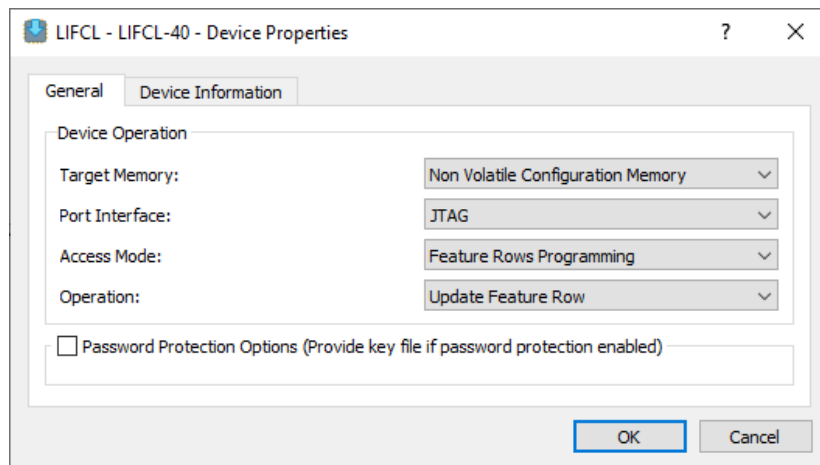 LIFCL - LIFCL-40 - Device Properties ? X
General Device Information
Device Operation
Target Memory: Non Volatile Configuration Memory
Port Interface: JTAG
Access Mode: Feature Rows Programming
Operation: Update Feature Row
Password Protection Options (Provide key file if password protection enabled)
OK Cancel